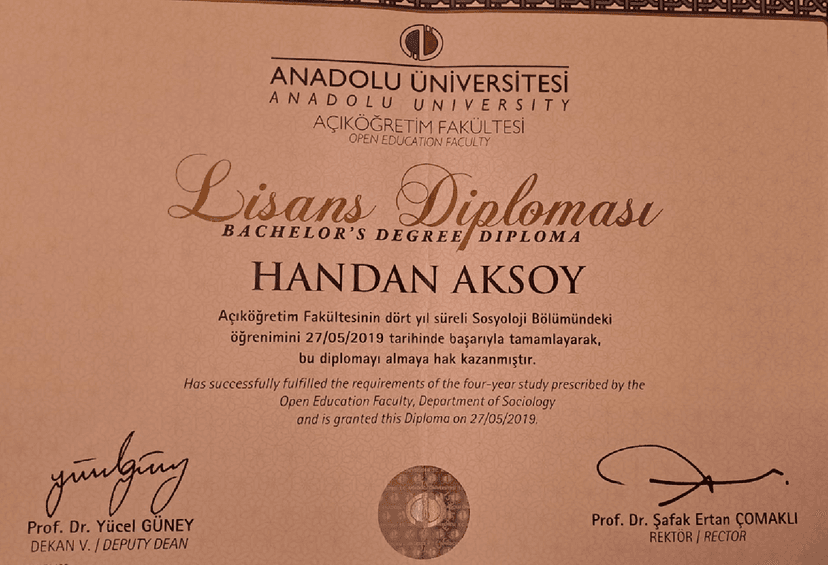 ANADOLU ÜNİVERSİTESİ
ANADOLU UNIVERSITY
AÇIKÖĞRETİM FAKÜLTESİ
OPEN EDUCATION FACULTY
Lisans Diploması
BACHELOR'S DEGREE DIPLOMA
HANDAN AKSOY
Açıköğretim Fakültesinin dört yıl süreli Sosyoloji Bölümündeki
öğrenimini 27/05/2019 tarihinde başarıyla tamamlayarak,
bu diplomayı almaya hak kazanmıştır.
Has successfully fulfilled the requirements of the four-year study prescribed by the
Open Education Faculty, Department of Sociology
and is granted this Diploma on 27/05/2019.
Prof. Dr. Yücel GÜNEY
DEKAN V. / DEPUTY DEAN
Prof. Dr. Şafak Ertan ÇOMAKLI
REKTÖR / RECTOR